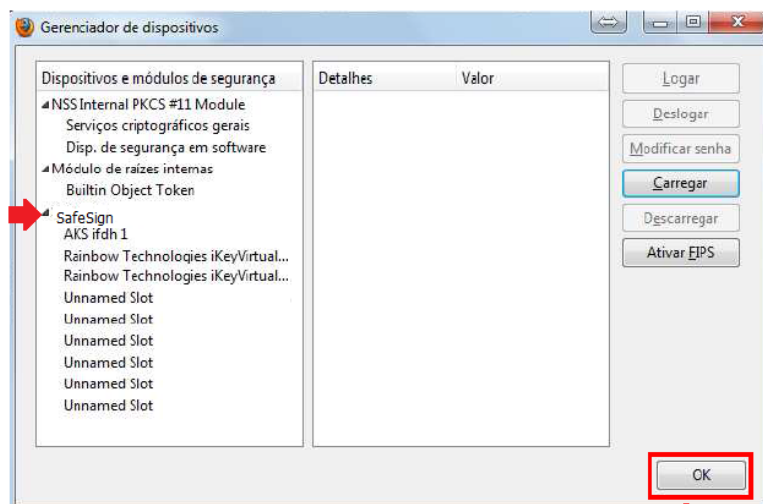 Gerenciador de dispositivos
Dispositivos e módulos de segurança
Detalhes
Valor
NSS Internal PKCS #11 Module
Serviços criptográficos gerais
Disp. de segurança em software
Módulo de raízes internas
Builtin Object Token
SafeSign
AKS ifdh 1
Rainbow Technologies iKeyVirtual...
Rainbow Technologies iKeyVirtual...
Unnamed Slot
Unnamed Slot
Unnamed Slot
Unnamed Slot
Unnamed Slot
Unnamed Slot
Logar
Deslogar
Modificar senha
Carregar
Descarregar
Ativar FIPS
OK